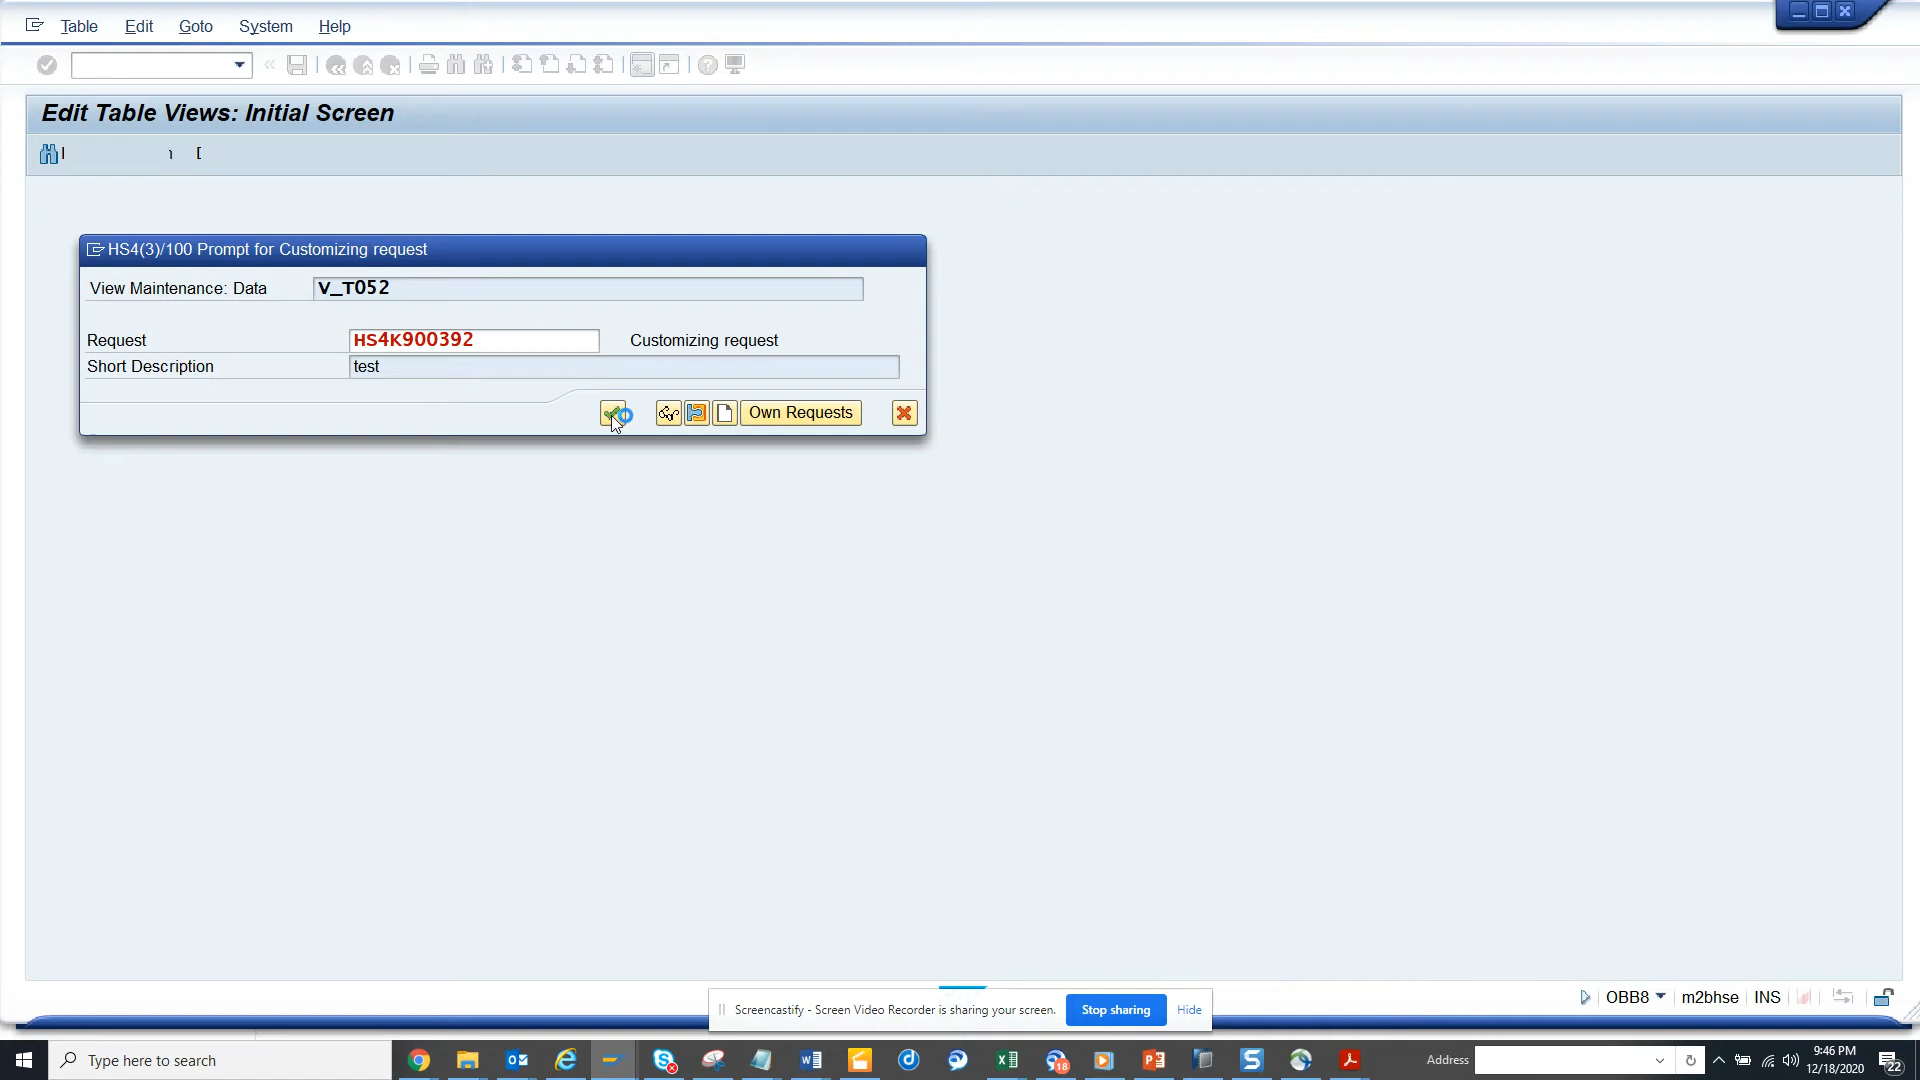 Table Edit Goto System Help
Edit Table Views: Initial Screen
HS4(3)/100 Prompt for Customizing request
View Maintenance: Data V_T052
Request HS4K900392 Customizing request
Short Description test
Own Requests
OBB8 m2bhse INS
Screencastify - Screen Video Recorder is sharing your screen. Stop sharing Hide
Type here to search
18
Address
9:46 PM
12/18/2020
22